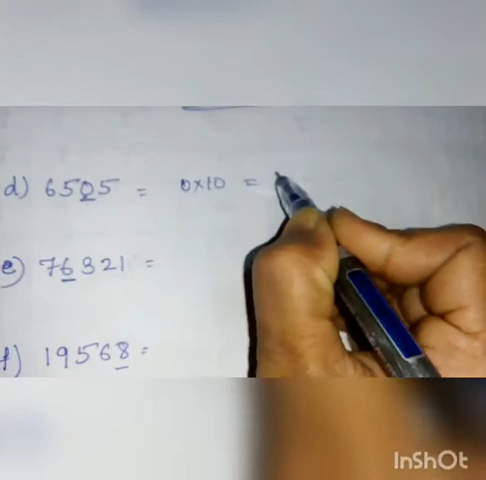 d) 6505 = 0×10 =
e) 76321 =
f) 19568 =
InShOt